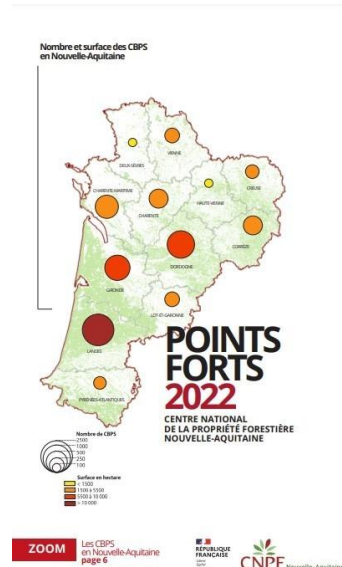 Nombre et surface des CBPS
en Nouvelle-Aquitaine
VIENNE
DEUX-SÈVRES
CREUSE
CHARENTE-MARITIME
HAUTE-VIENNE
CHARENTE
CORRÈZE
DORDOGNE
GIRONDE
LOT-ET-GARONNE
LANDES
PYRÉNÉES-ATLANTIQUES
POINTS
FORTS
2022
CENTRE NATIONAL
DE LA PROPRIÉTÉ FORESTIÈRE
NOUVELLE-AQUITAINE
Nombre de CBPS
2500
1000
500
250
100
Surface en hectare
< 1500
1500 à 5500
5500 à 10 000
> 10 000
ZOOM
Les CBPS
en Nouvelle-Aquitaine
page 6
RÉPUBLIQUE
FRANÇAISE
CNPF
Nouvelle-Aquitaine